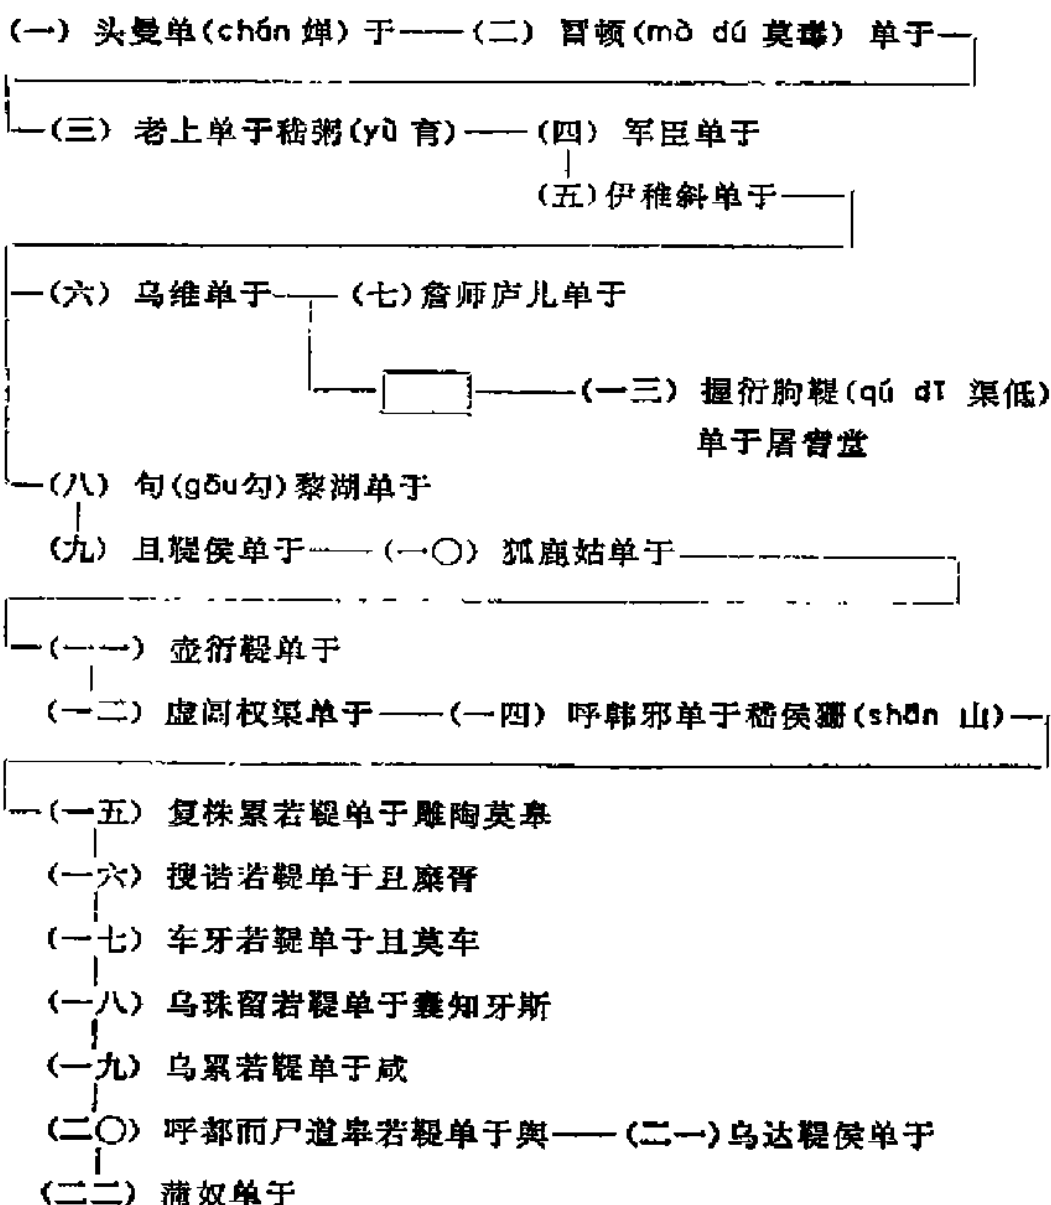 (一) 头曼单(chán 婵) 于——(二) 冒顿(mò dú 莫毒) 单于
(三) 老上单于稽粥(yù 育)——(四) 军臣单于
(五)伊稚斜单于
(六) 乌维单于——(七)詹师庐儿单于
(一三) 握衍朐鞮(qú dī 渠低)
单于屠耆堂
(八) 句(gōu勾)黎湖单于
(九) 且鞮侯单于——(一〇) 狐鹿姑单于
(一一) 壶衍鞮单于
(一二) 虚闾权渠单于——(一四) 呼韩邪单于稽侯狦(shān 山)
(一五) 复株累若鞮单于雕陶莫皋
(一六) 搜谐若鞮单于且糜胥
(一七) 车牙若鞮单于且莫车
(一八) 乌珠留若鞮单于囊知牙斯
(一九) 乌累若鞮单于咸
(二〇) 呼都而尸道皋若鞮单于舆——(二一)乌达鞮侯单于
(二二) 蒲奴单于